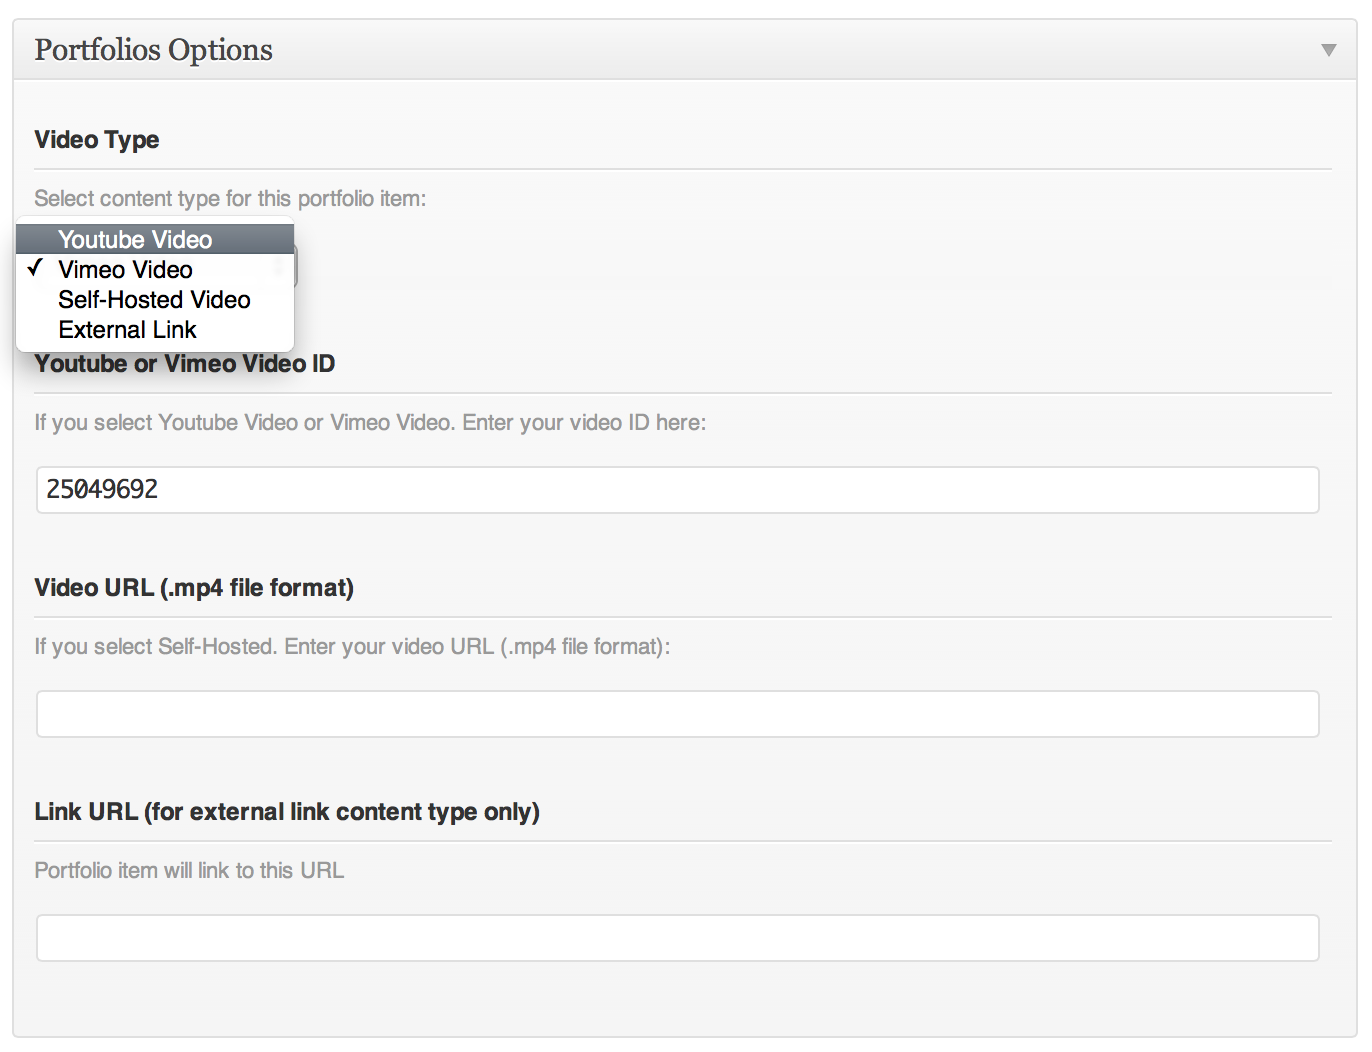 Portfolios Options
Video Type
Select content type for this portfolio item:
Youtube Video
Vimeo Video
Self-Hosted Video
External Link
Youtube or Vimeo Video ID
If you select Youtube Video or Vimeo Video. Enter your video ID here:
25049692
Video URL (.mp4 file format)
If you select Self-Hosted. Enter your video URL (.mp4 file format):
Link URL (for external link content type only)
Portfolio item will link to this URL